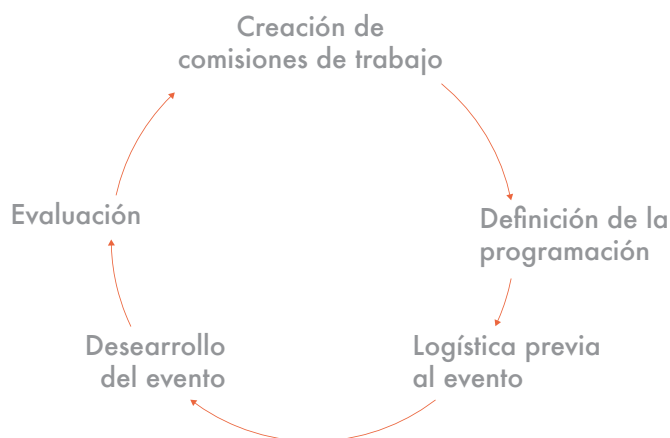 Creación de
comisiones de trabajo
Definición de la
programación
Logística previa
al evento
Desearrollo
del evento
Evaluación